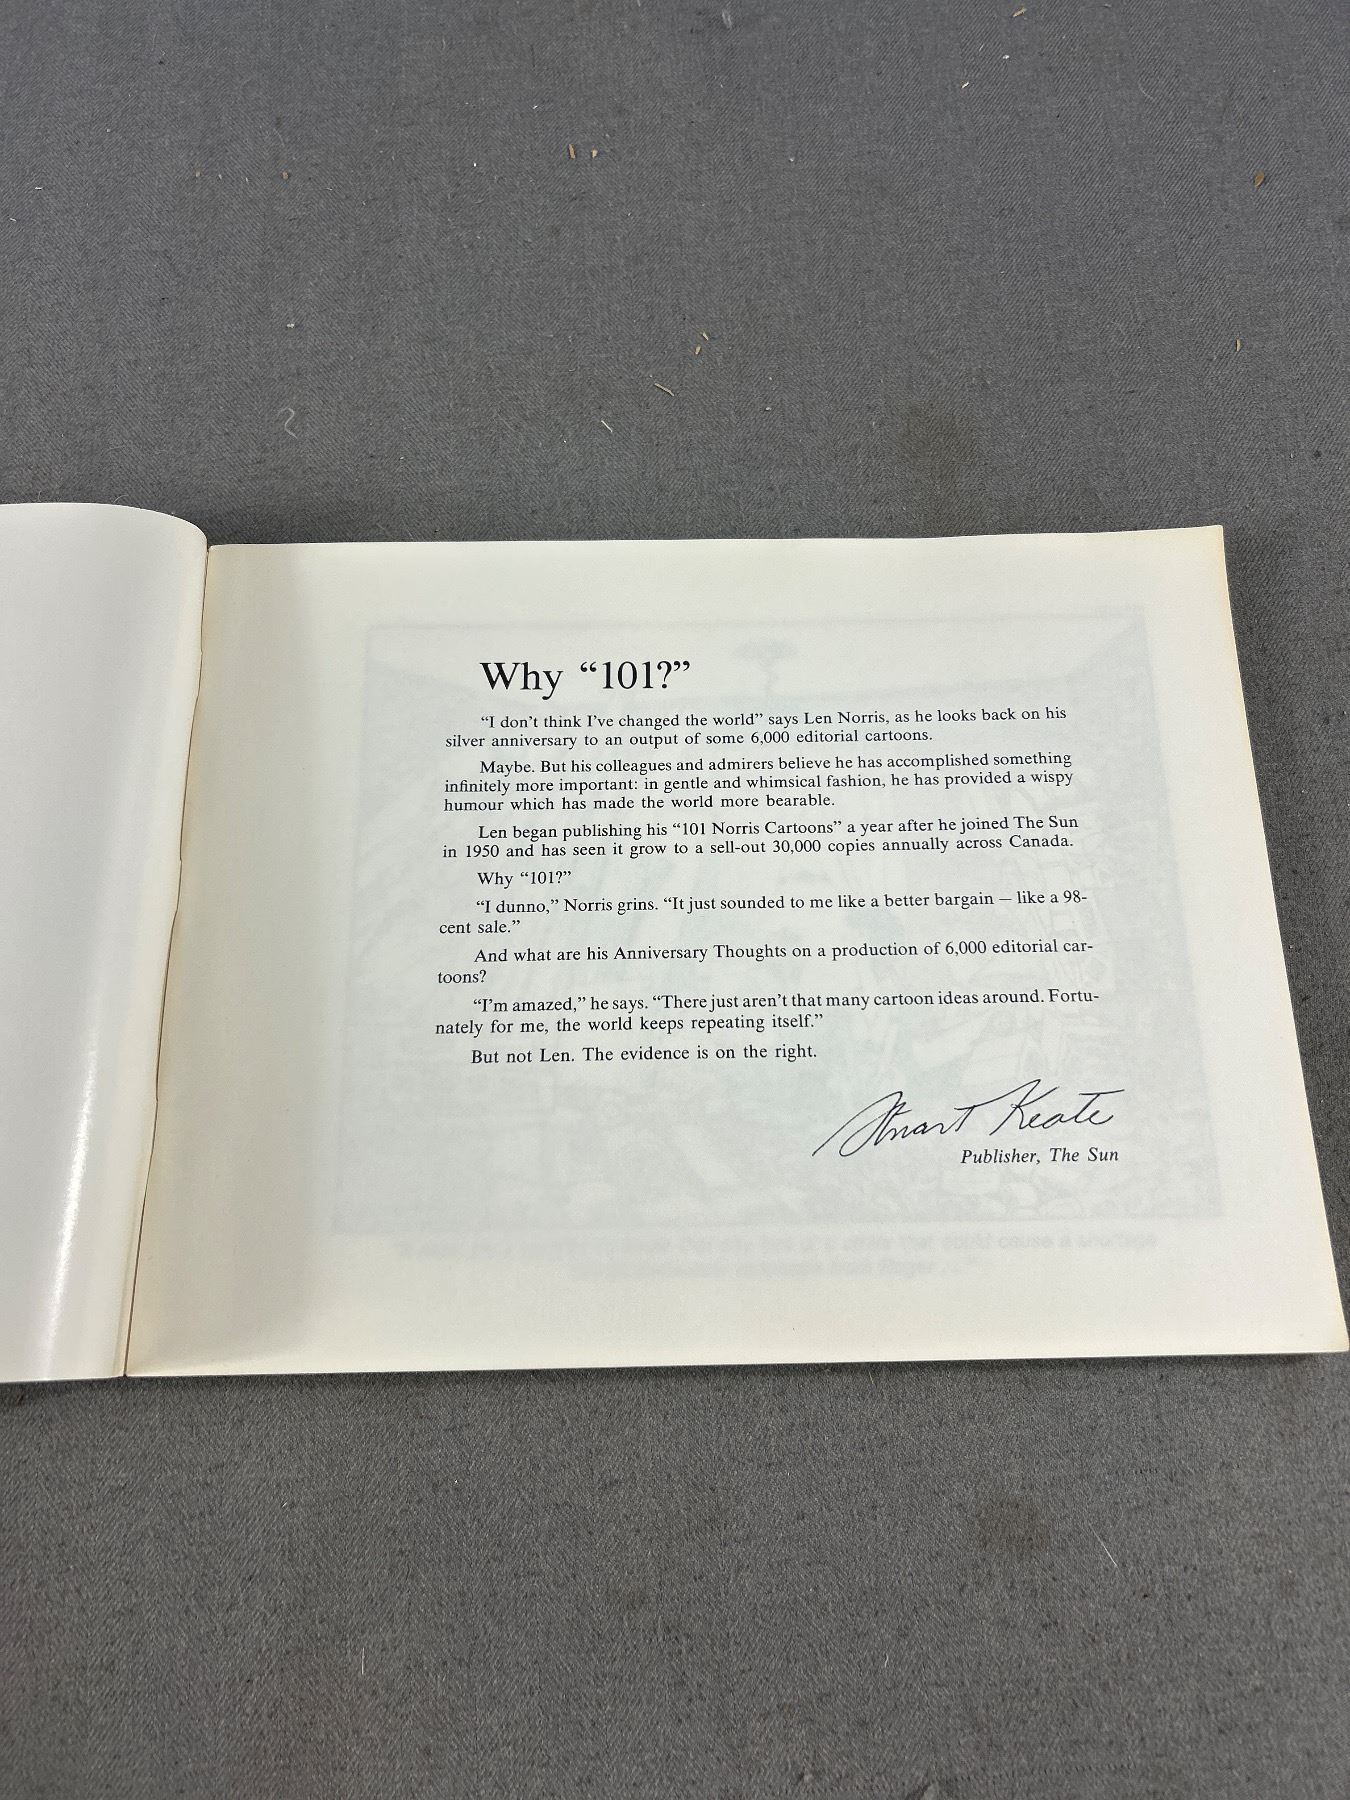 Why “101?”
“I don’t think I’ve changed the world” says Len Norris, as he looks back on his
silver anniversary to an output of some 6,000 editorial cartoons.
Maybe. But his colleagues and admirers believe he has accomplished something
infinitely more important: in gentle and whimsical fashion, he has provided a wispy
humour which has made the world more bearable.
Len began publishing his “101 Norris Cartoons” a year after he joined The Sun
in 1950 and has seen it grow to a sell-out 30,000 copies annually across Canada.
Why “101?”
“I dunno,” Norris grins. “It just sounded to me like a better bargain — like a 98-
cent sale.”
And what are his Anniversary Thoughts on a production of 6,000 editorial car-
toons?
“I’m amazed,” he says. “There just aren’t that many cartoon ideas around. Fortu-
nately for me, the world keeps repeating itself.”
But not Len. The evidence is on the right.
Stuart Keate
Publisher, The Sun